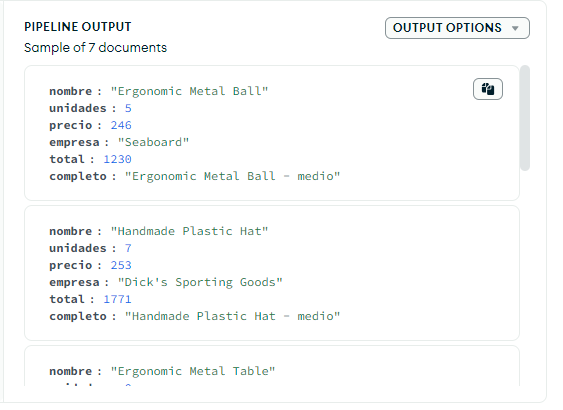 PIPELINE OUTPUT
OUTPUT OPTIONS
Sample of 7 documents
nombre : "Ergonomic Metal Ball"
unidades : 5
precio : 246
empresa : "Seaboard"
total : 1230
completo : "Ergonomic Metal Ball - medio"
nombre : "Handmade Plastic Hat"
unidades : 7
precio : 253
empresa : "Dick's Sporting Goods"
total : 1771
completo : "Handmade Plastic Hat - medio"
nombre : "Ergonomic Metal Table"